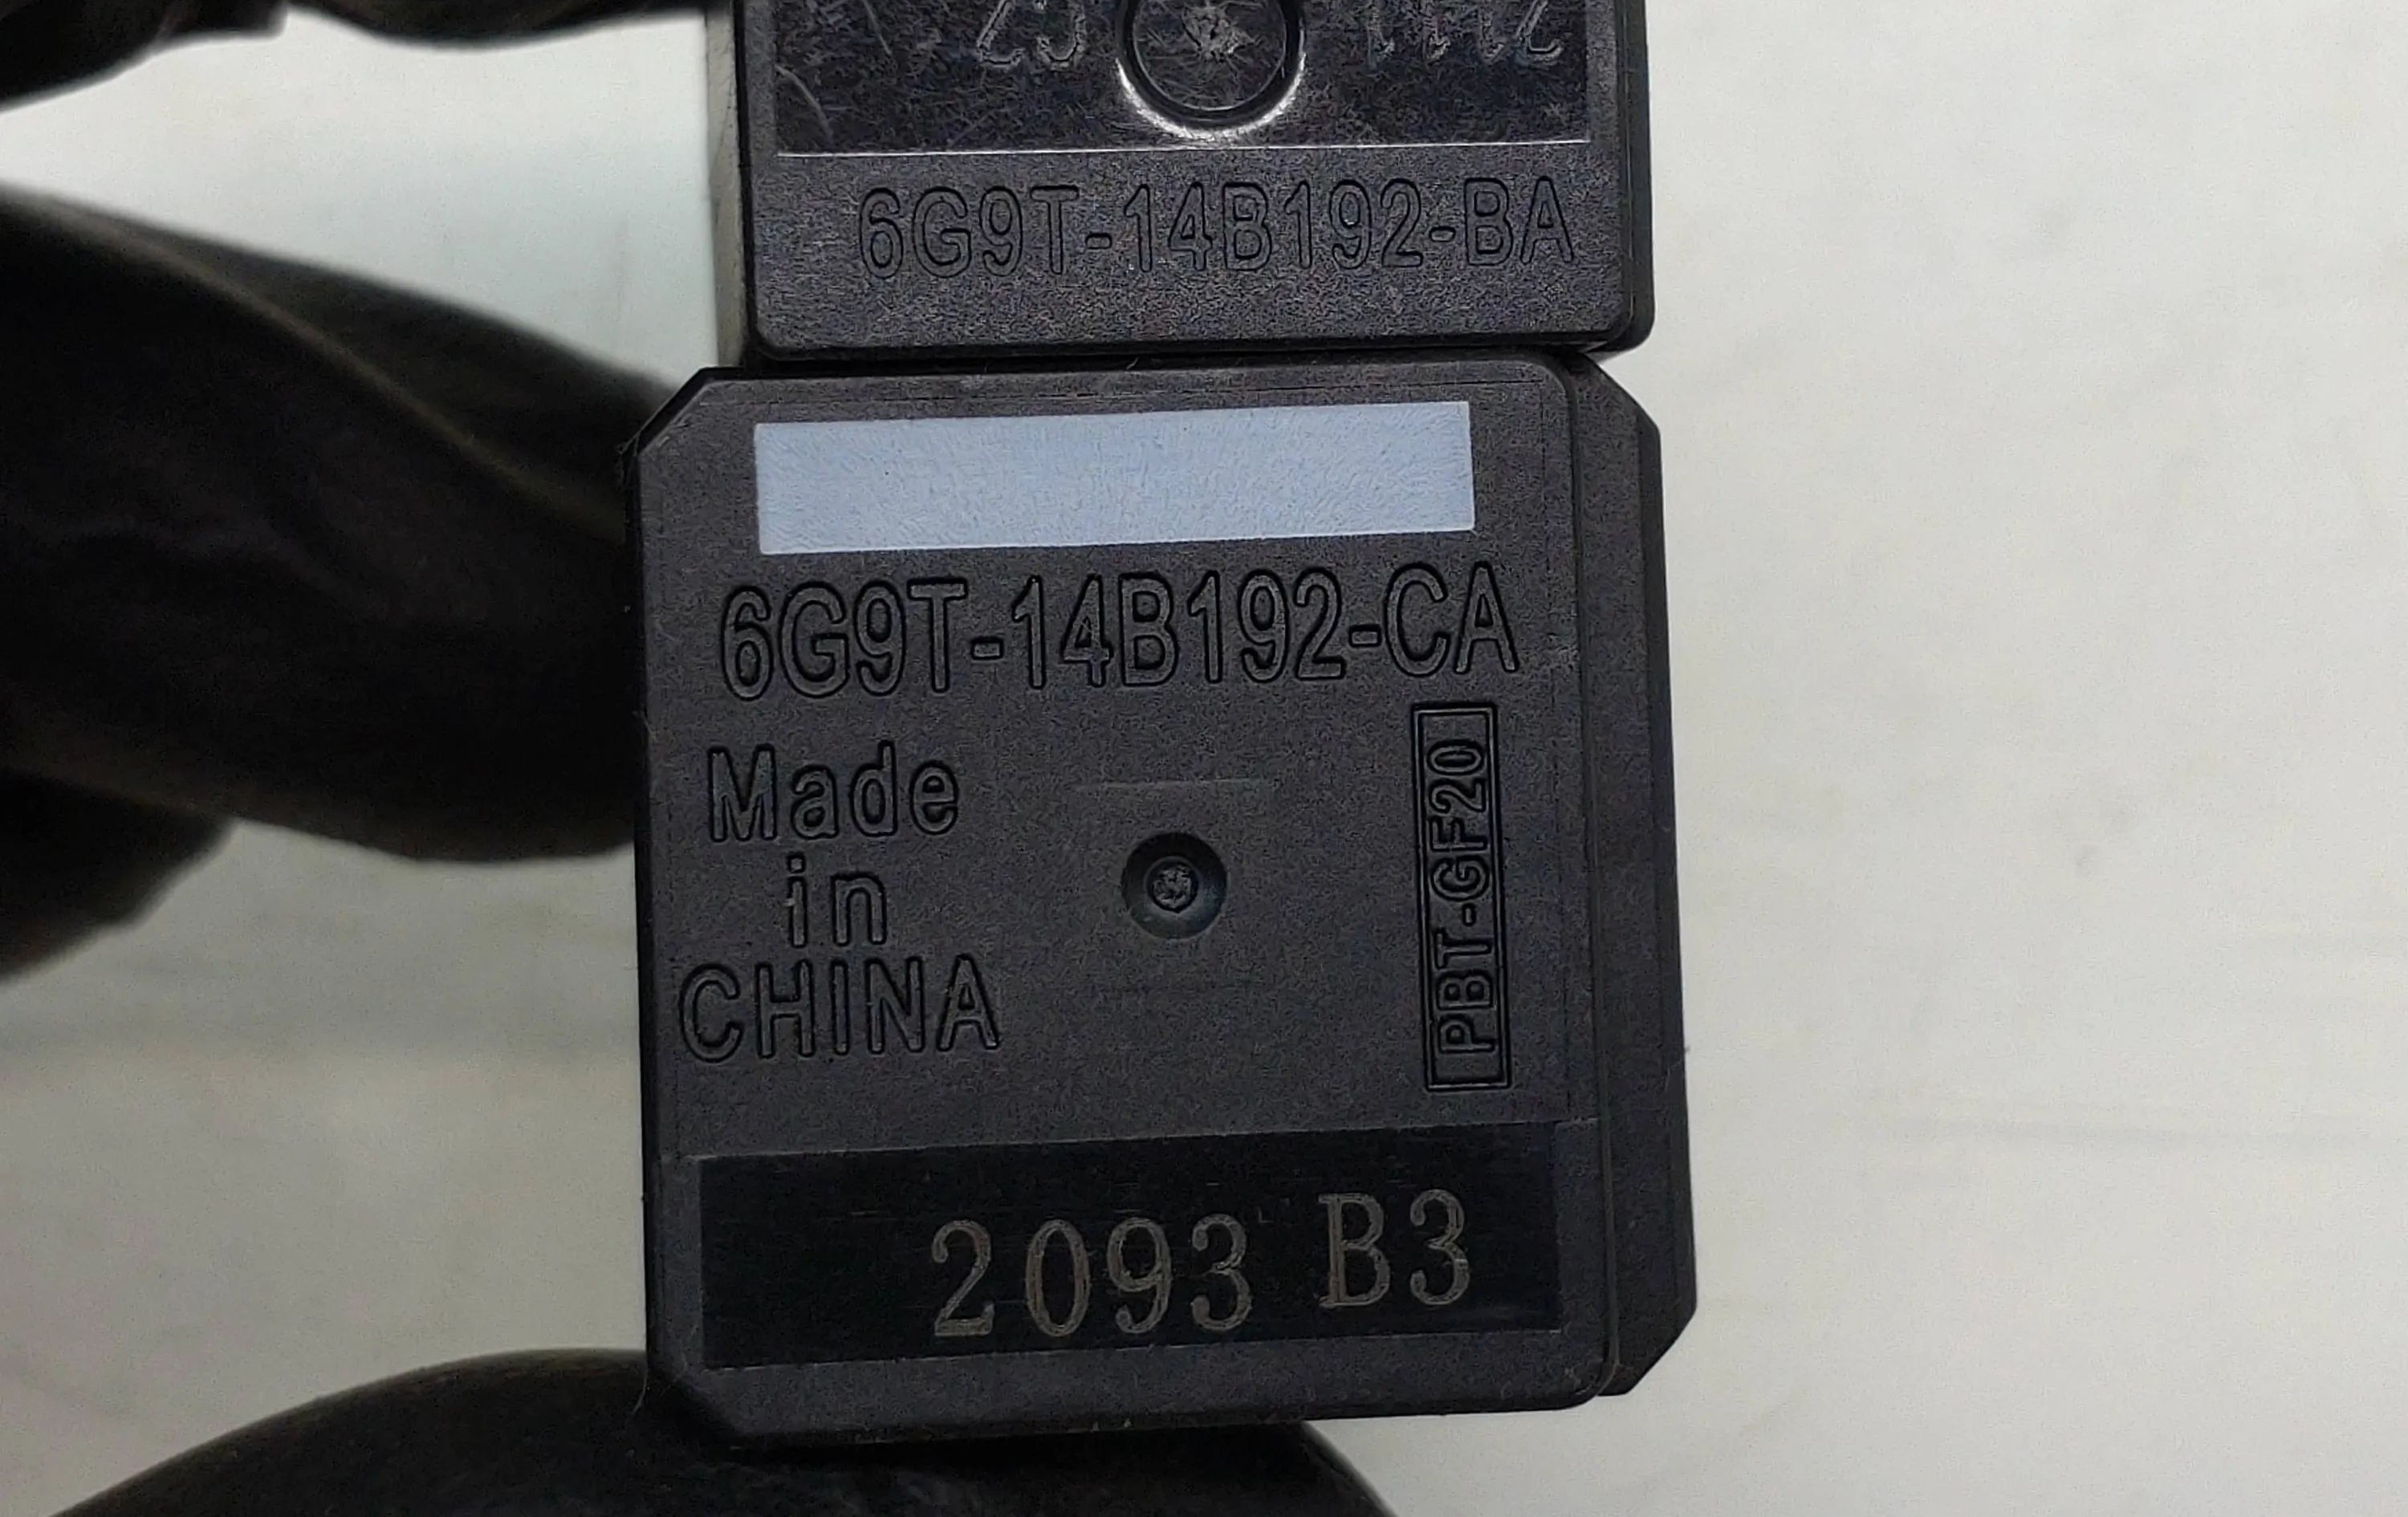 6G9T-14B192-BA
6G9T-14B192-CA
Made
in
CHINA
PBT-GF20
2093 B3